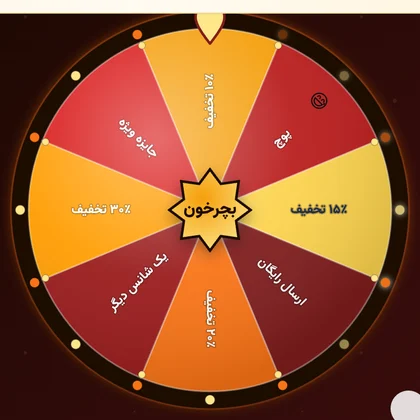 ۱۰٪ تخفیف
پوچ
۱۵٪ تخفیف
ارسال رایگان
۲۰٪ تخفیف
یک شانس دیگر
۳۰٪ تخفیف
جایزه ویژه
بچرخون